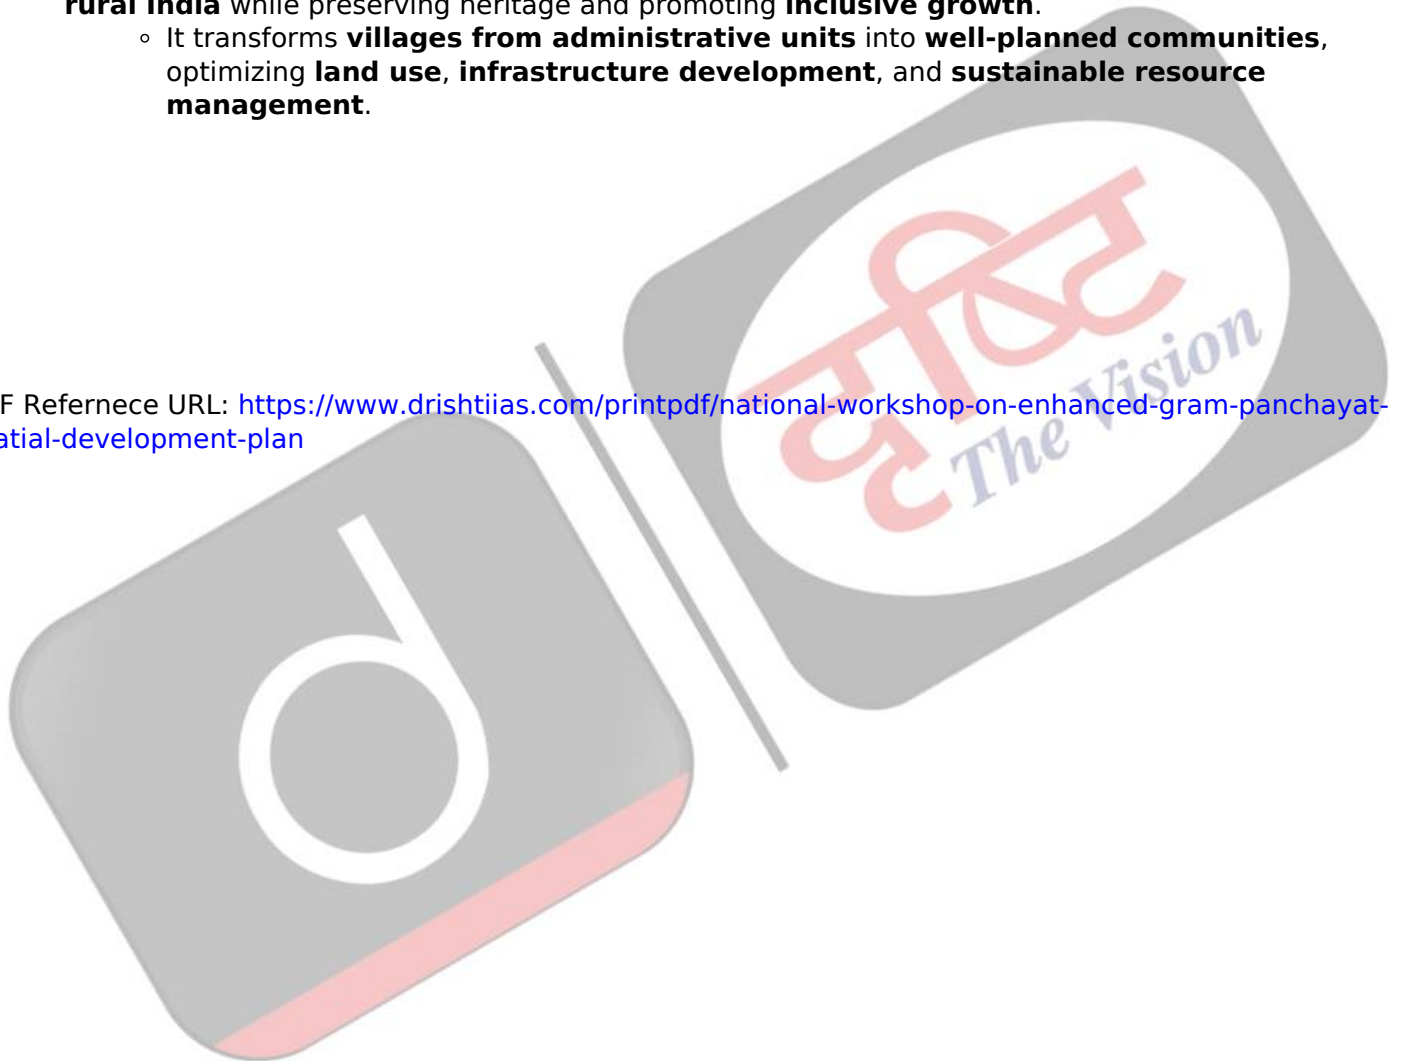 rural India while preserving heritage and promoting inclusive growth.
It transforms villages from administrative units into well-planned communities,
optimizing land use, infrastructure development, and sustainable resource
management.
दृष्टि
The Vision
F Refernece URL: https://www.drishtiias.com/printpdf/national-workshop-on-enhanced-gram-panchayat-
atial-development-plan
d